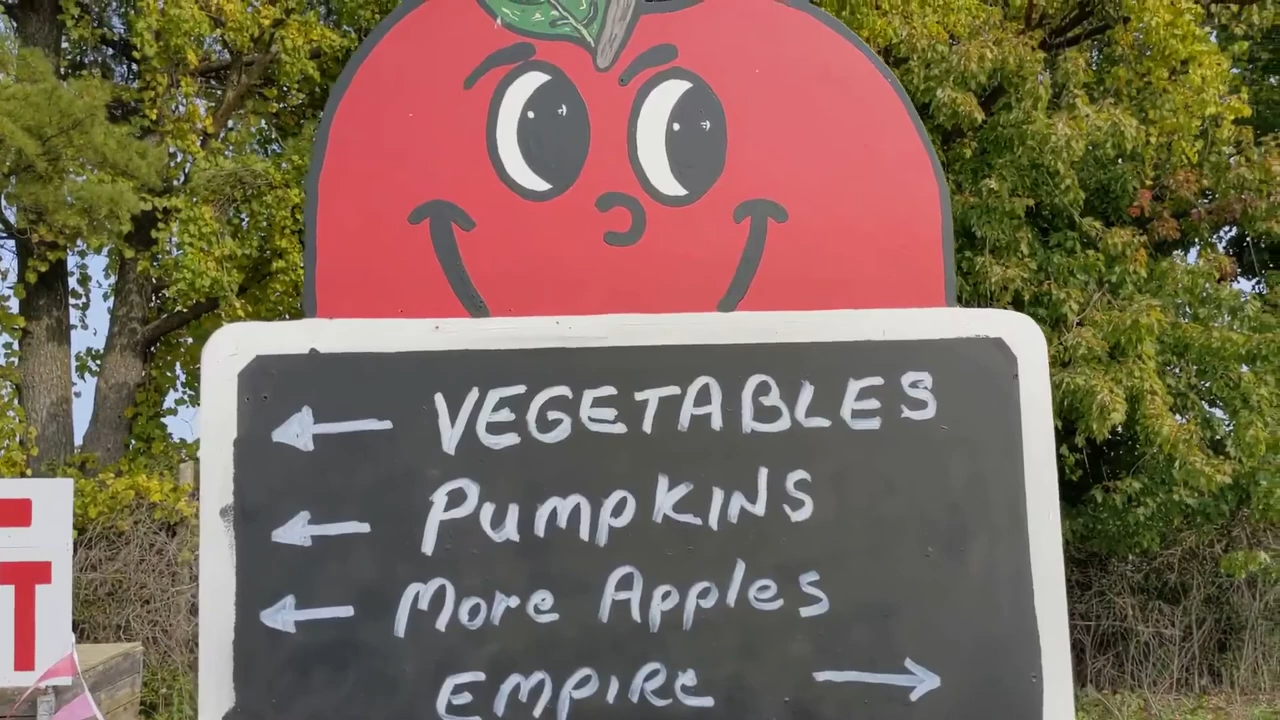 ← VEGETABLES
← PumpKINS
← More Apples
EMPIRe →
T